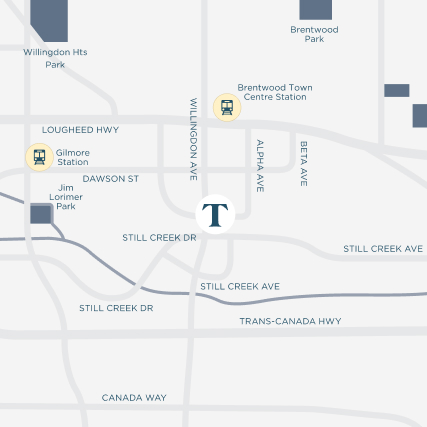 Willingdon Hts
Park
Brentwood
Park
Brentwood Town
Centre Station
WILLINGDON AVE
LOUGHEED HWY
ALPHA AVE
BETA AVE
Gilmore
Station
DAWSON ST
Jim
Lorimer
Park
T
STILL CREEK DR
STILL CREEK AVE
STILL CREEK AVE
STILL CREEK DR
TRANS-CANADA HWY
CANADA WAY